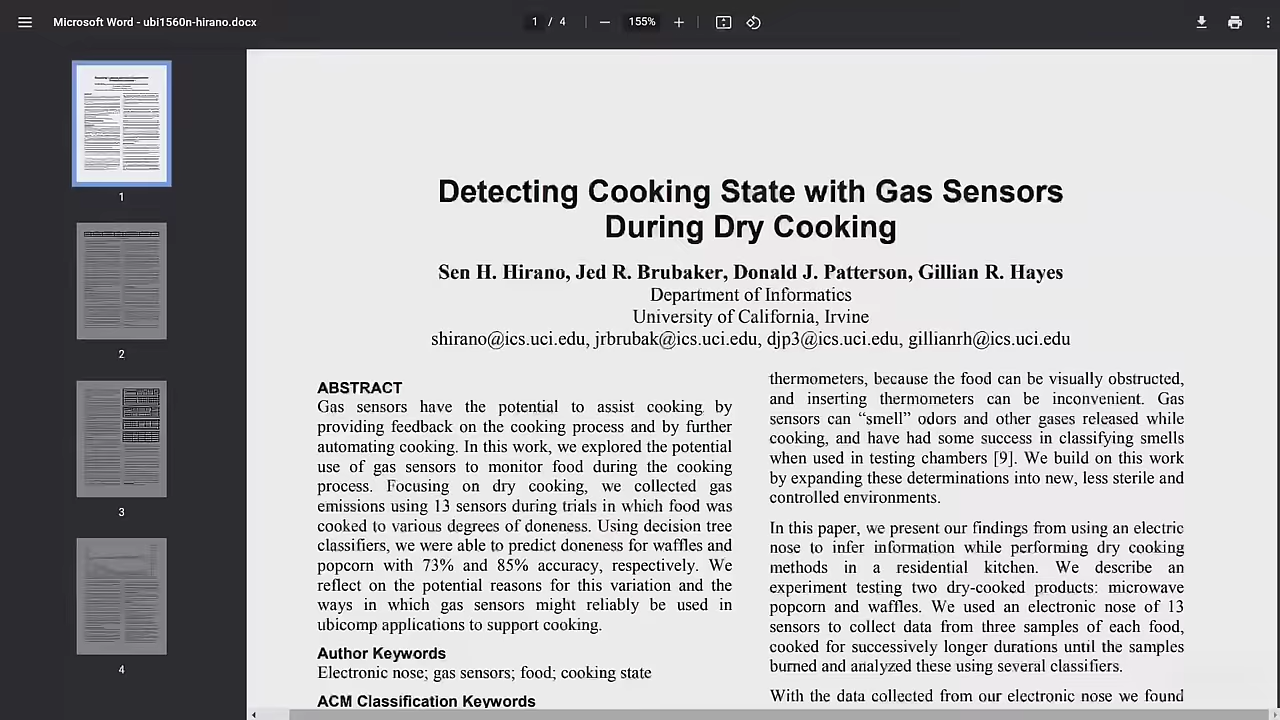 Microsoft Word - ubi1560n-hirano.docx
1 / 4
155%
1
2
3
4
Detecting Cooking State with Gas Sensors
During Dry Cooking
Sen H. Hirano, Jed R. Brubaker, Donald J. Patterson, Gillian R. Hayes
Department of Informatics
University of California, Irvine
shirano@ics.uci.edu, jrbrubak@ics.uci.edu, djp3@ics.uci.edu, gillianrh@ics.uci.edu
ABSTRACT
Gas sensors have the potential to assist cooking by
providing feedback on the cooking process and by further
automating cooking. In this work, we explored the potential
use of gas sensors to monitor food during the cooking
process. Focusing on dry cooking, we collected gas
emissions using 13 sensors during trials in which food was
cooked to various degrees of doneness. Using decision tree
classifiers, we were able to predict doneness for waffles and
popcorn with 73% and 85% accuracy, respectively. We
reflect on the potential reasons for this variation and the
ways in which gas sensors might reliably be used in
ubicomp applications to support cooking.
Author Keywords
Electronic nose; gas sensors; food; cooking state
ACM Classification Keywords
thermometers, because the food can be visually obstructed,
and inserting thermometers can be inconvenient. Gas
sensors can “smell” odors and other gases released while
cooking, and have had some success in classifying smells
when used in testing chambers [9]. We build on this work
by expanding these determinations into new, less sterile and
controlled environments.
In this paper, we present our findings from using an electric
nose to infer information while performing dry cooking
methods in a residential kitchen. We describe an
experiment testing two dry-cooked products: microwave
popcorn and waffles. We used an electronic nose of 13
sensors to collect data from three samples of each food,
cooked for successively longer durations until the samples
burned and analyzed these using several classifiers.
With the data collected from our electronic nose we found